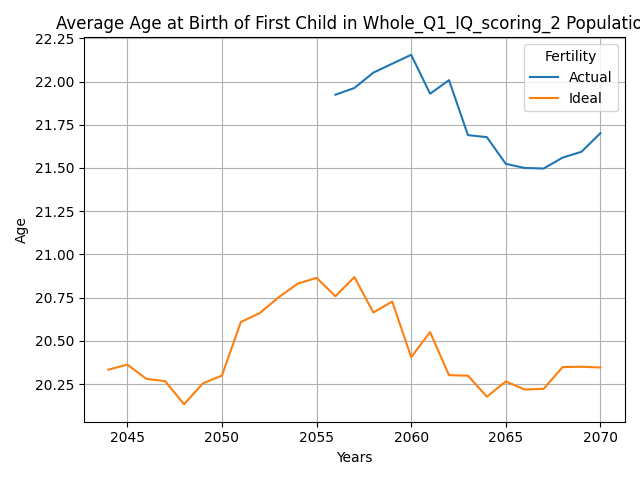 Average Age at Birth of First Child in Whole_Q1_IQ_scoring_2 Populatio
22.25
22.00
21.75
21.50
21.25
21.00
20.75
20.50
20.25
Age
Fertility
Actual
Ideal
2045 2050 2055 2060 2065 2070
Years